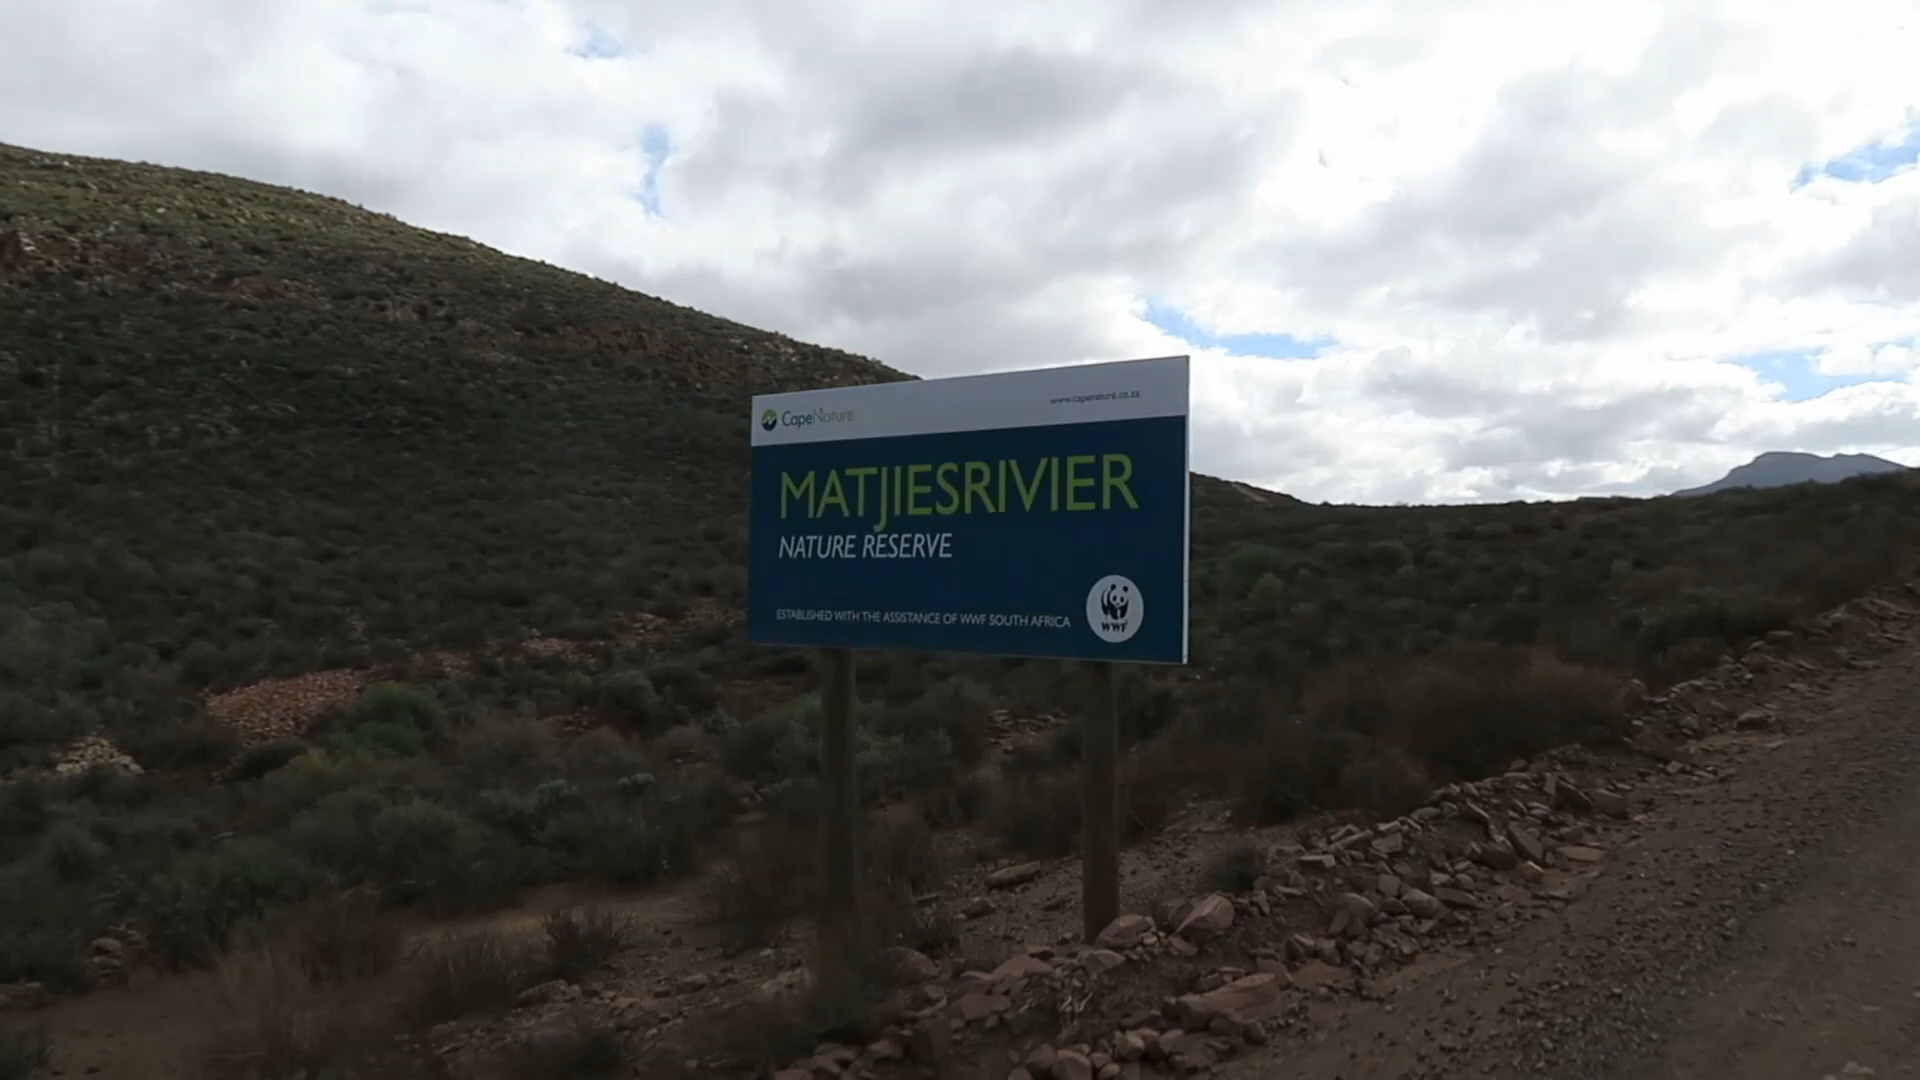 CapeNature
www.capenature.co.za
MATJIESRIVIER
NATURE RESERVE
ESTABLISHED WITH THE ASSISTANCE OF WWF SOUTH AFRICA
WWF